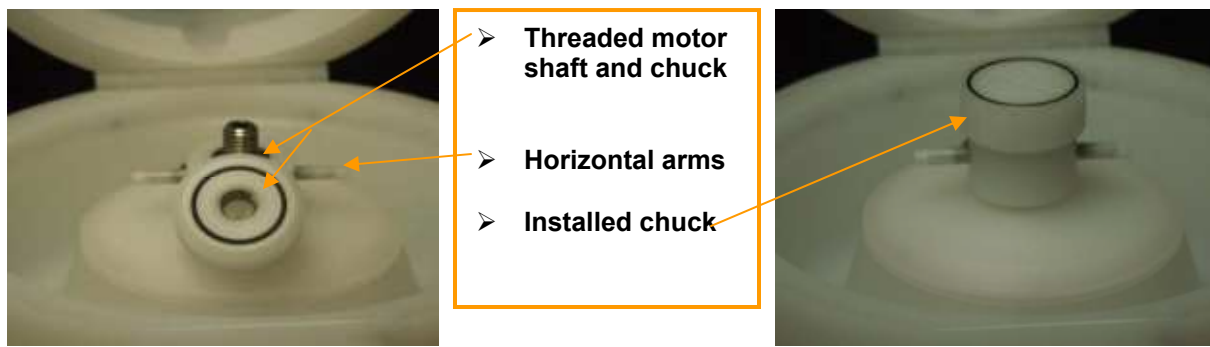 ➢ Threaded motor
shaft and chuck
➢ Horizontal arms
➢ Installed chuck